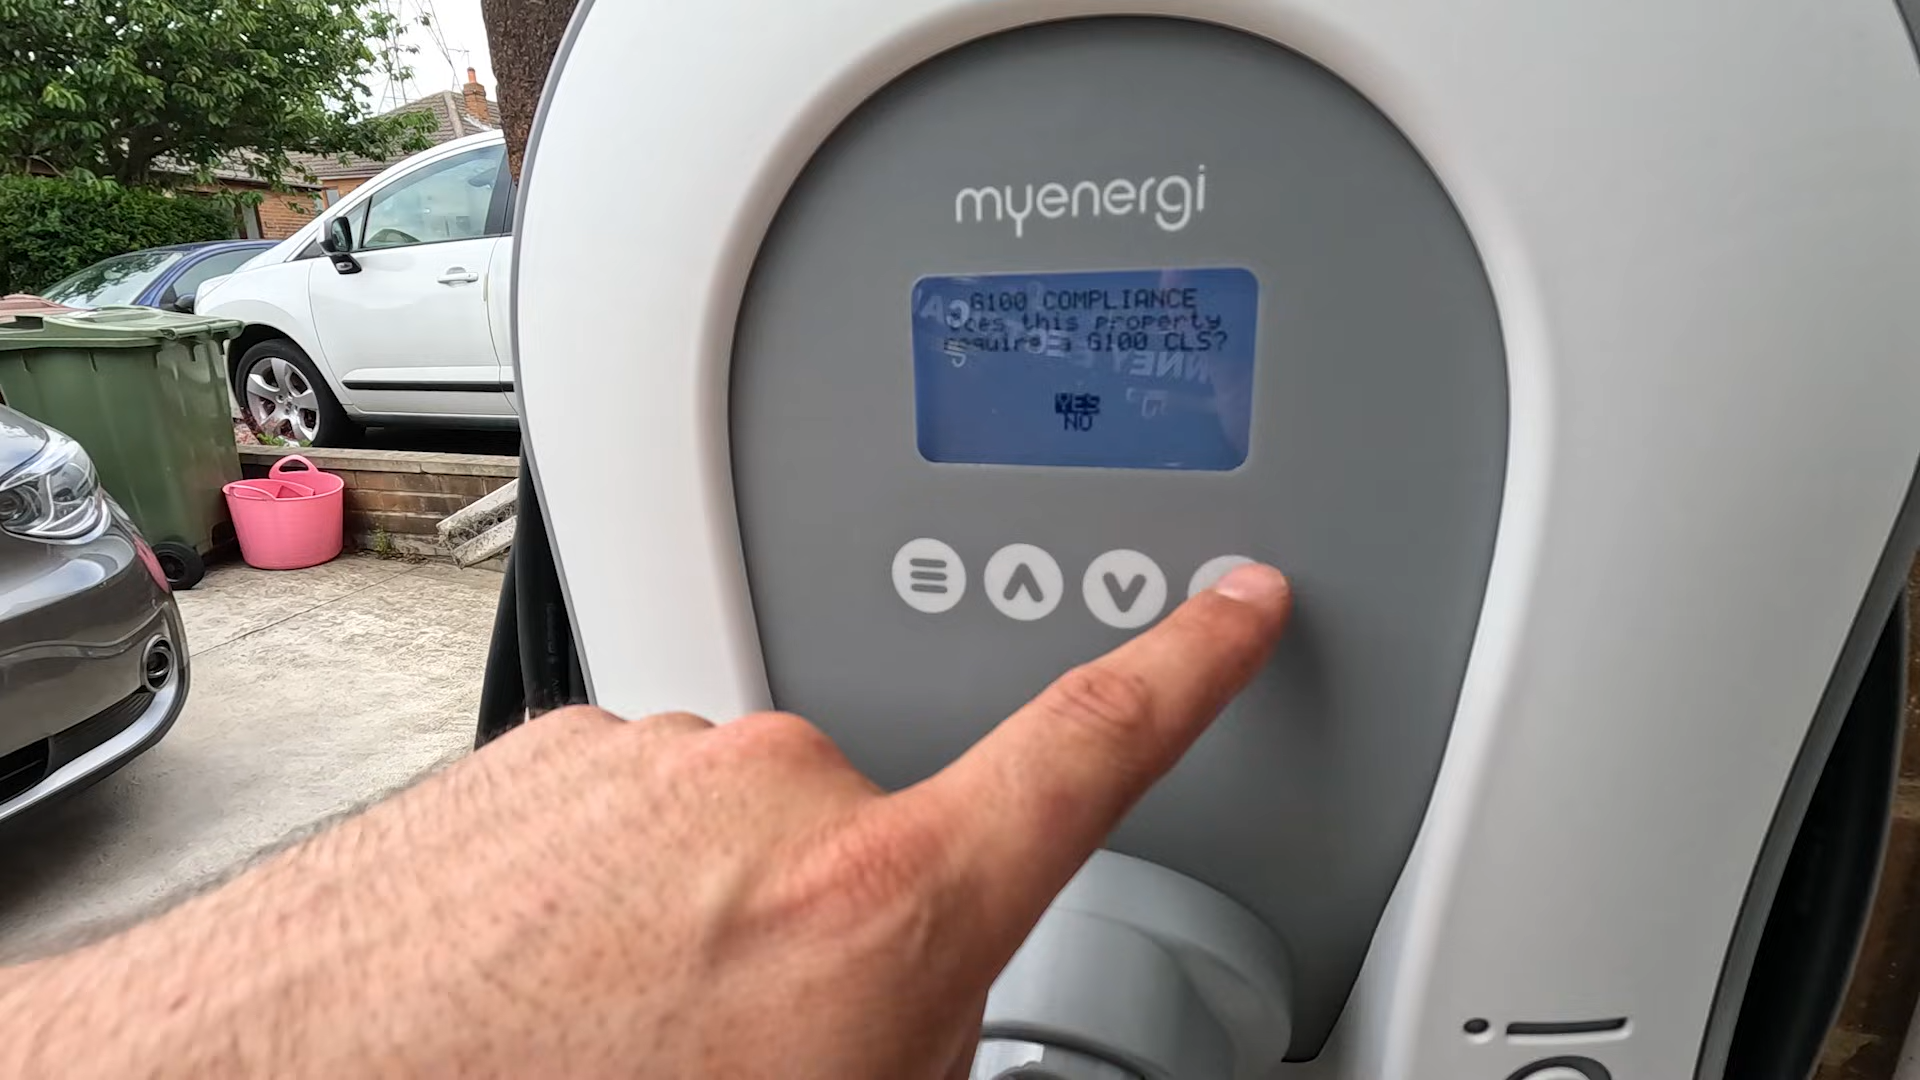 myenergi
G100 COMPLIANCE
Does this property
require a G100 CLS?
YES
NO